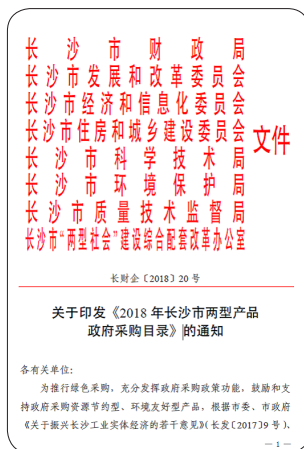 长沙市财政局
长沙市发展和改革委员会
长沙市经济和信息化委员会
长沙市住房和城乡建设委员会
长沙市科学技术局
长沙市环境保护局
长沙市质量技术监督局
长沙市“两型社会”建设综合配套改革办公室
文件
长财企〔2018〕20号
关于印发《2018年长沙市两型产品
政府采购目录》的通知
各有关单位：
为推行绿色采购，充分发挥政府采购政策功能，鼓励和支
持政府采购资源节约型、环境友好型产品，根据市委、市政府
《关于振兴长沙工业实体经济的若干意见》（长发〔2017〕9号）、
— 1 —